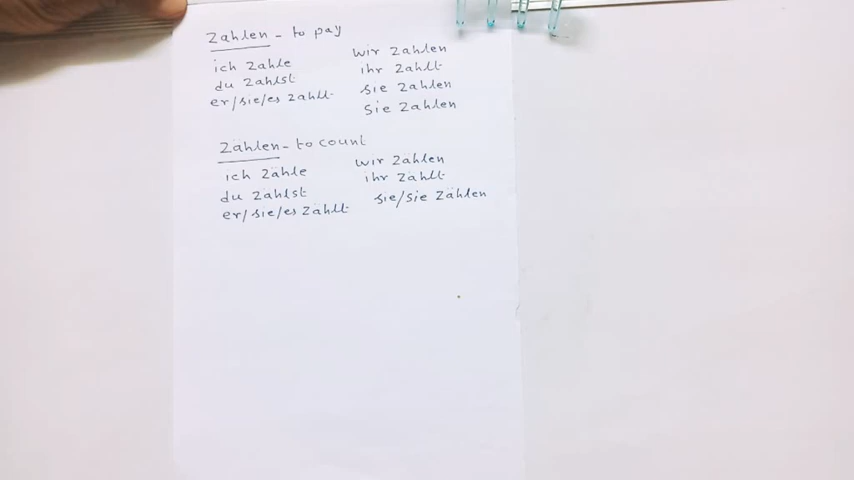 Zahlen - to pay
ich Zahle wir Zahlen
du Zahlst ihr Zahlt
er/sie/es Zahlt sie Zahlen
Sie Zahlen
Zählen - to count
ich Zähle wir Zählen
du Zählst ihr Zählt
er/sie/es Zählt sie/Sie Zählen